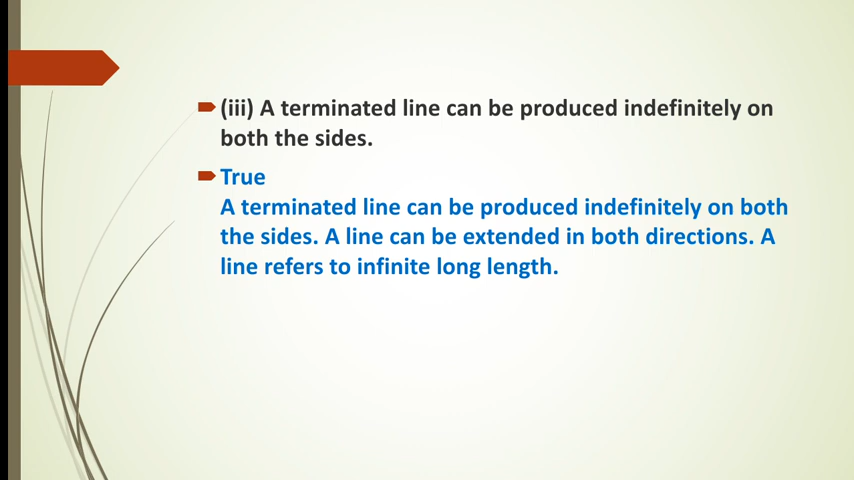 (iii) A terminated line can be produced indefinitely on
both the sides.
True
A terminated line can be produced indefinitely on both
the sides. A line can be extended in both directions. A
line refers to infinite long length.